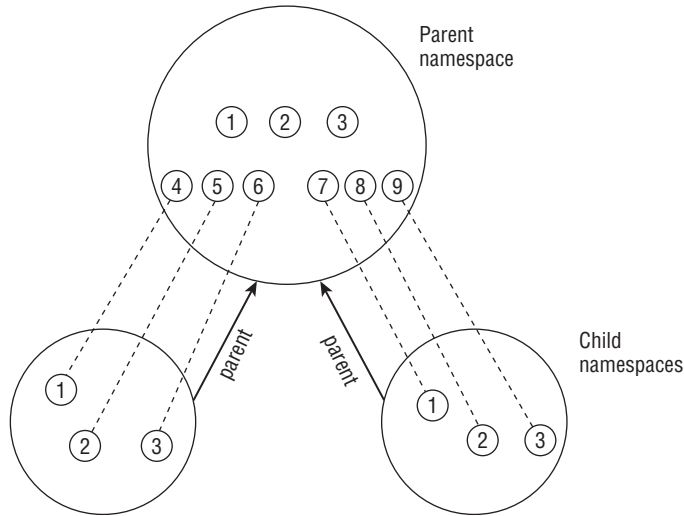 Parent
namespace
1 2 3
4 5 6 7 8 9
parent
parent
Child
namespaces
1
2 3
1
2 3